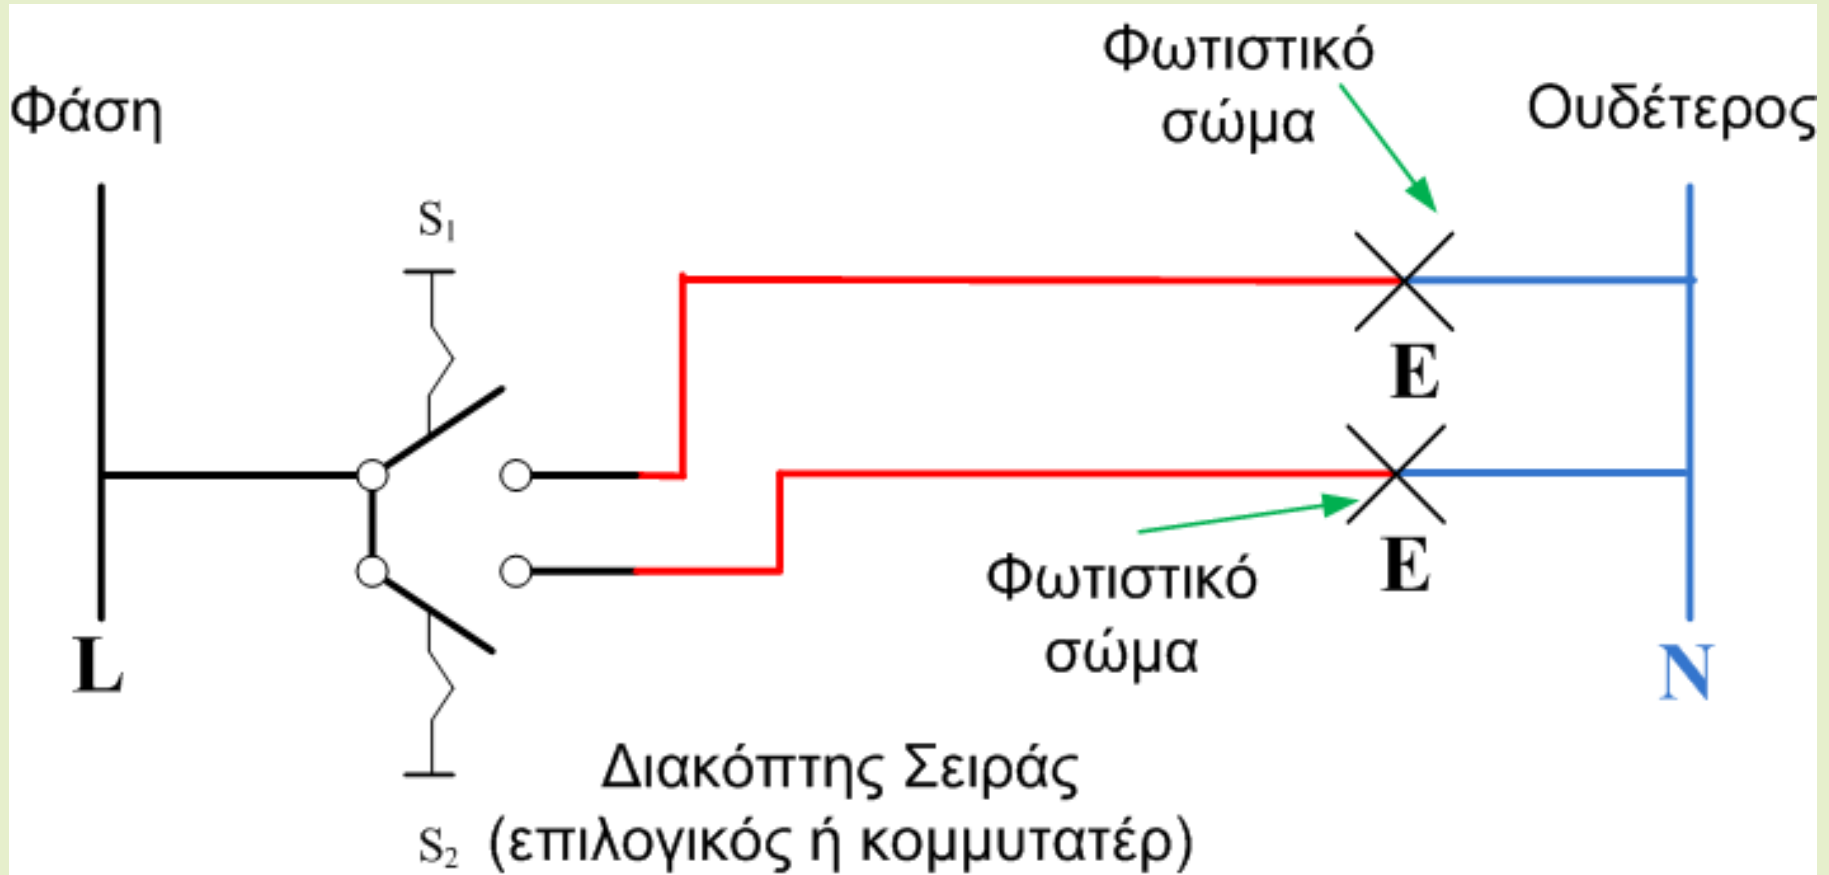 Φωτιστικό
σώμα
Φάση
Ουδέτερος
S₁
E
E
Φωτιστικό
σώμα
L
N
Διακόπτης Σειράς
S₂ (επιλογικός ή κομμυτατέρ)